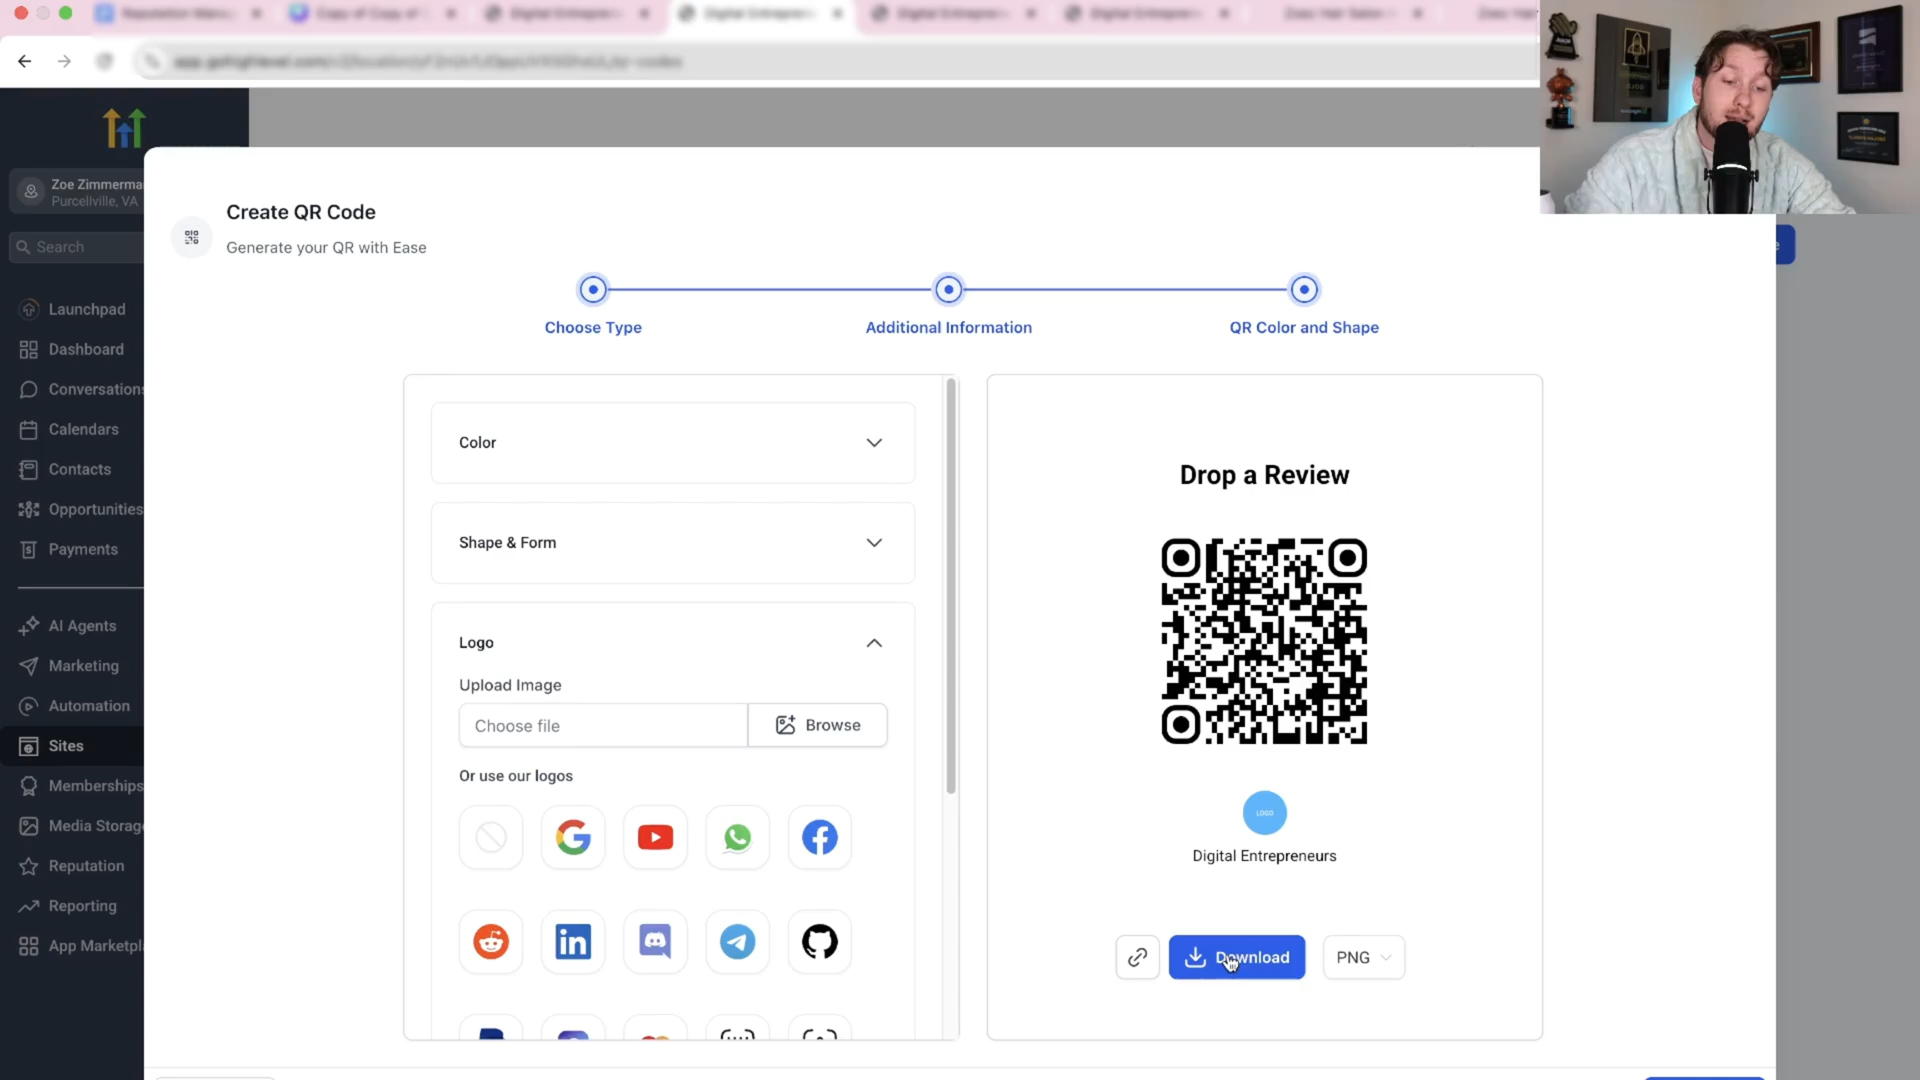 Zoe Zimmerma
Purcellville, VA
Search
Launchpad
Dashboard
Conversations
Calendars
Contacts
Opportunities
Payments
AI Agents
Marketing
Automation
Sites
Memberships
Media Storag
Reputation
Reporting
App Marketpl
Create QR Code
Generate your QR with Ease
Choose Type
Additional Information
QR Color and Shape
Color
Shape & Form
Logo
Upload Image
Choose file
Browse
Or use our logos
in
Drop a Review
LOGO
Digital Entrepreneurs
Download
PNG